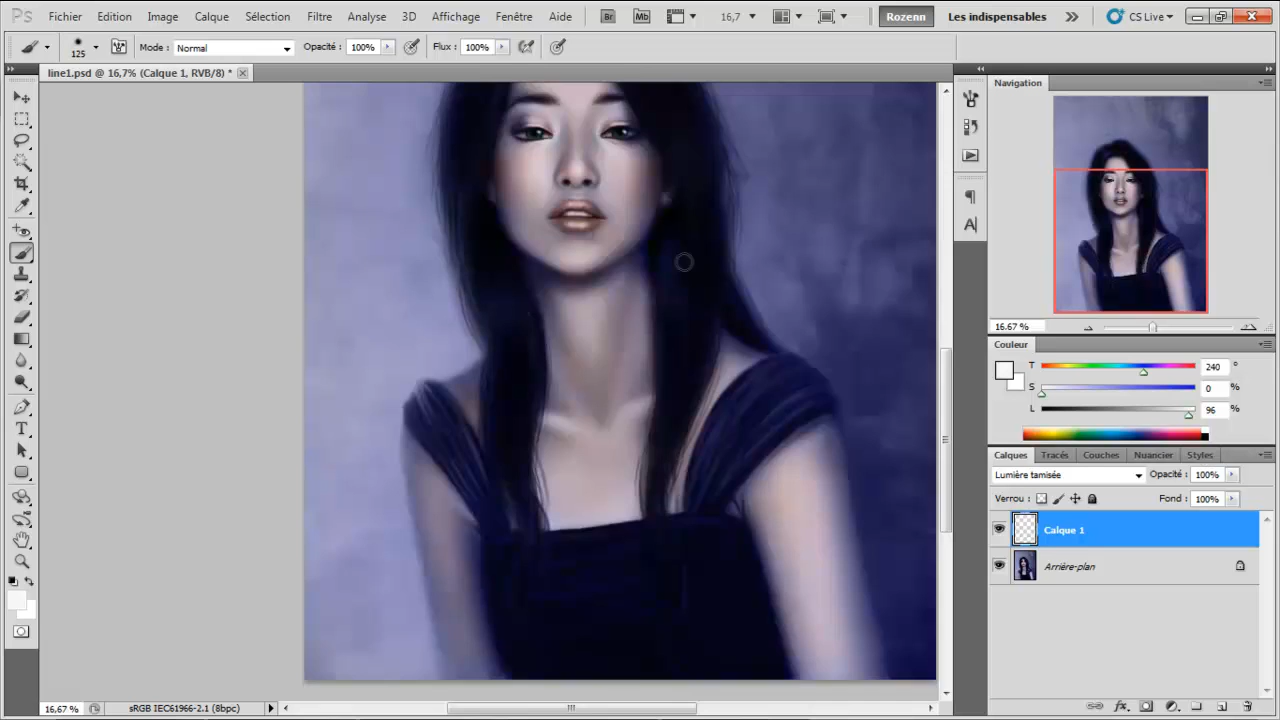 Ps Fichier Edition Image Calque Sélection Filtre Analyse 3D Affichage Fenêtre Aide Br Mb 16,7 Rozenn Les indispensables CS Live
125 Mode : Normal Opacité : 100% Flux : 100%
line1.psd @ 16,7% (Calque 1, RVB/8) *
Navigation
16.67 %
Couleur
T 240 °
S 0 %
L 96 %
Calques Tracés Couches Nuancier Styles
Lumière tamisée Opacité : 100%
Verrou : Fond : 100%
Calque 1
Arrière-plan
16,67 % sRGB IEC61966-2.1 (8bpc)